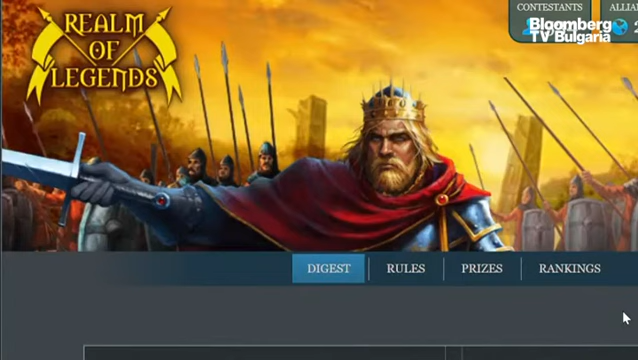 REALM
OF
LEGENDS
CONTESTANTS
Bloomberg
TV Bulgaria
DIGEST
RULES
PRIZES
RANKINGS